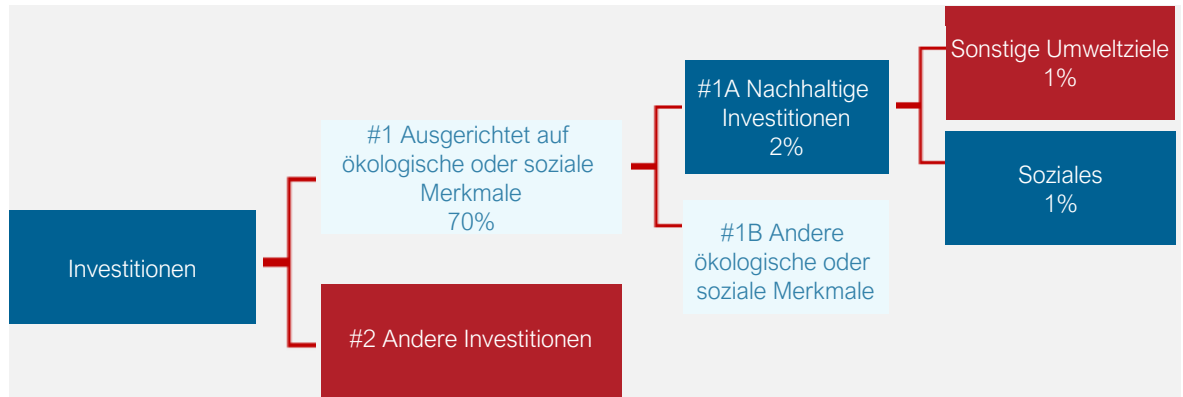 Investitionen
#1 Ausgerichtet auf
ökologische oder soziale
Merkmale
70%
#2 Andere Investitionen
#1A Nachhaltige
Investitionen
2%
#1B Andere
ökologische oder
soziale Merkmale
Sonstige Umweltziele
1%
Soziales
1%